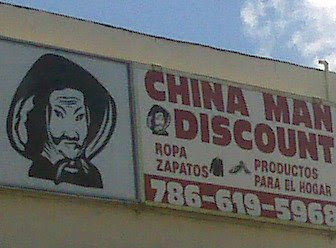 CHINA MAN
DISCOUNT
ROPA
ZAPATOS
PRODUCTOS
PARA EL HOGAR
786-619-5968